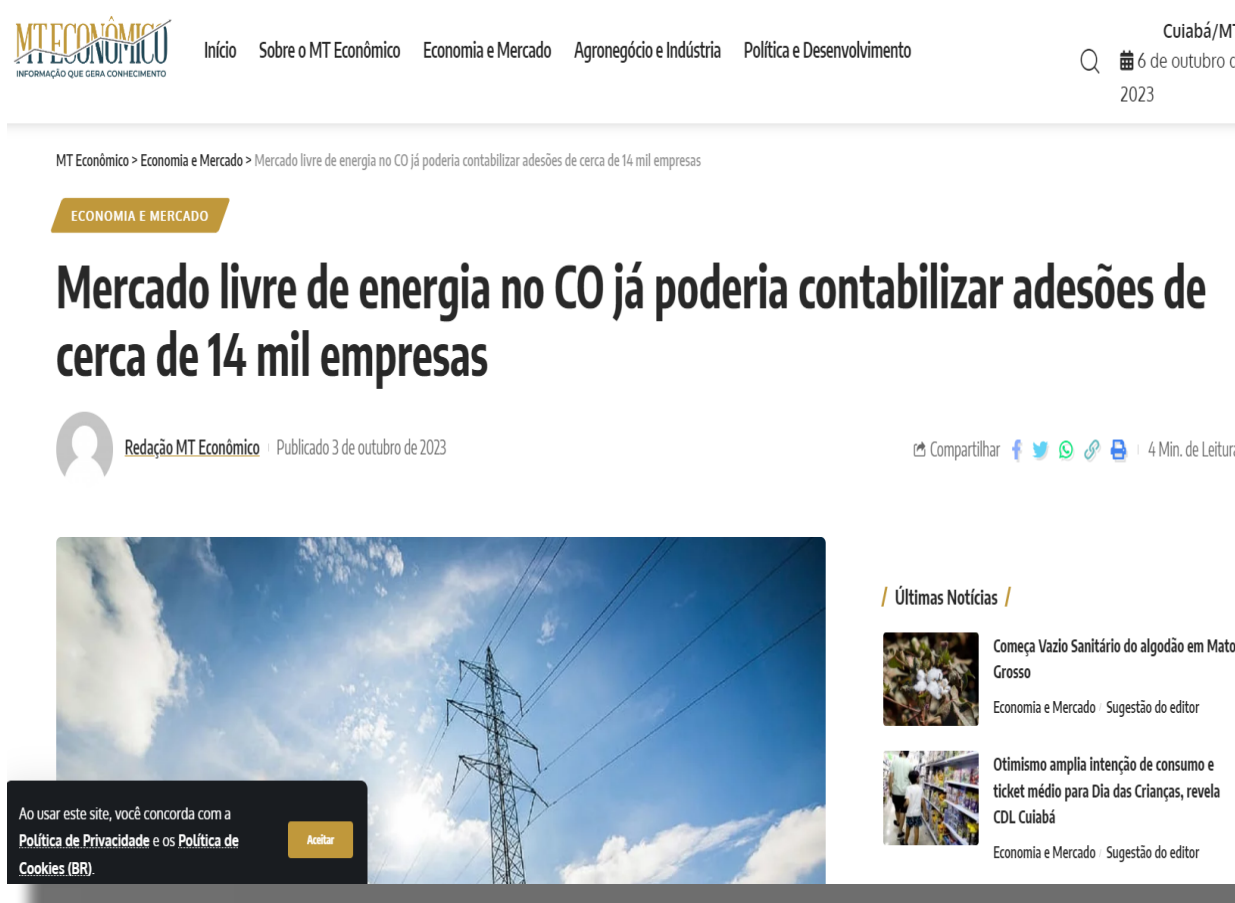 MT ECONÔMICO
INFORMAÇÃO QUE GERA CONHECIMENTO
Início Sobre o MT Econômico Economia e Mercado Agronegócio e Indústria Política e Desenvolvimento
Cuiabá/MT
6 de outubro d
2023
MT Econômico > Economia e Mercado > Mercado livre de energia no CO já poderia contabilizar adesões de cerca de 14 mil empresas
ECONOMIA E MERCADO
Mercado livre de energia no CO já poderia contabilizar adesões de
cerca de 14 mil empresas
Redação MT Econômico Publicado 3 de outubro de 2023
Compartilhar 4 Min. de Leitura
/ Últimas Notícias /
Começa Vazio Sanitário do algodão em Mato
Grosso
Economia e Mercado / Sugestão do editor
Otimismo amplia intenção de consumo e
ticket médio para Dia das Crianças, revela
CDL Cuiabá
Economia e Mercado / Sugestão do editor
Ao usar este site, você concorda com a
Política de Privacidade e os Política de
Cookies (BR).
Aceitar